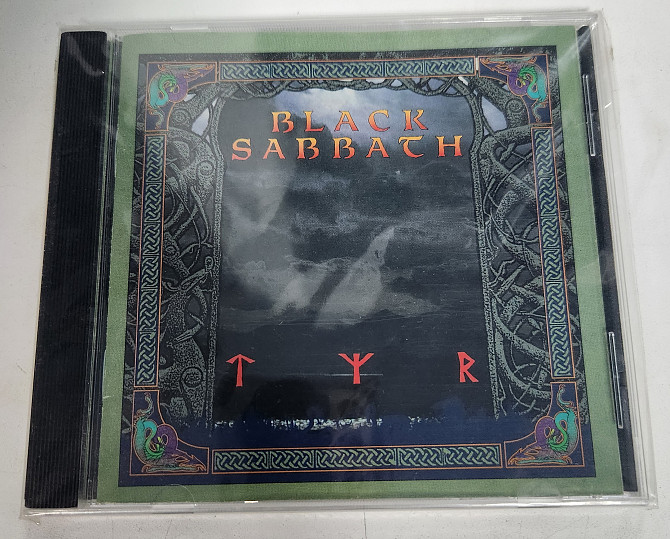 BLACK
SABBATH
ᛏ ᛉ ᚱ